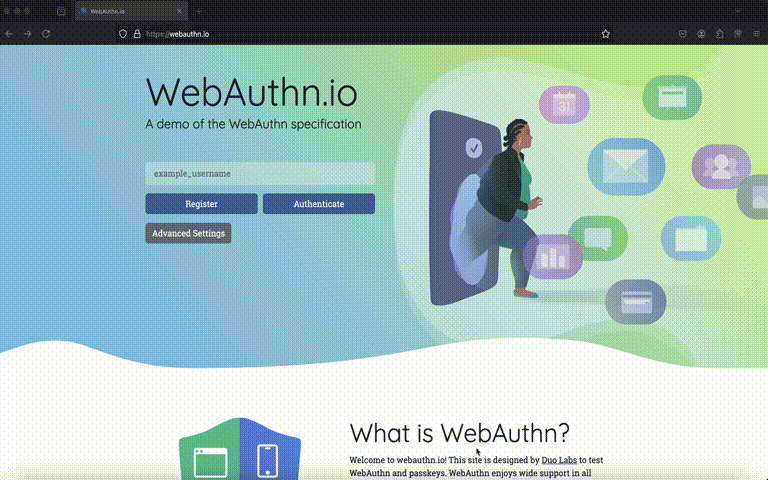 WebAuthn.io
https://webauthn.io
WebAuthn.io
A demo of the WebAuthn specification
example_username
Register Authenticate
Advanced Settings
31
What is WebAuthn?
Welcome to webauthn.io! This site is designed by Duo Labs to test
WebAuthn and passkeys. WebAuthn enjoys wide support in all